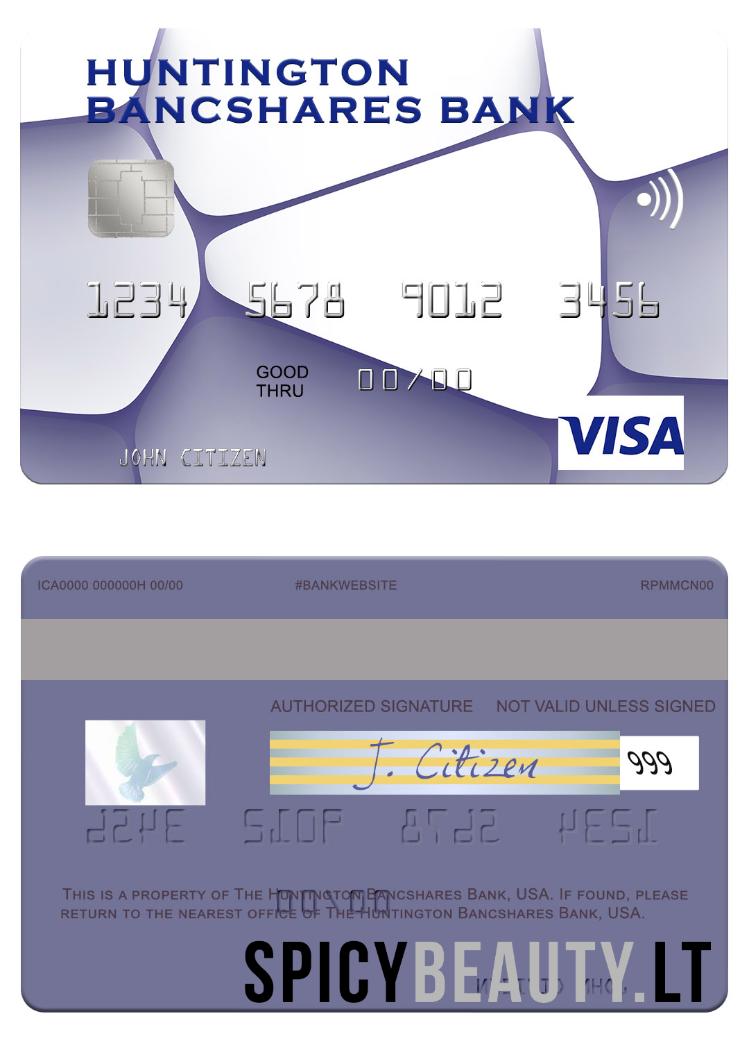 HUNTINGTON
BANCSHARES BANK
1234 5678 9012 3456
GOOD
THRU 00/00
VISA
JOHN CITIZEN
ICA0000 000000H 00/00 #BANKWEBSITE RPMMCN00
AUTHORIZED SIGNATURE NOT VALID UNLESS SIGNED
J. Citizen 999
THIS IS A PROPERTY OF THE HUNTINGTON BANCSHARES BANK, USA. IF FOUND, PLEASE
RETURN TO THE NEAREST OFFICE OF THE HUNTINGTON BANCSHARES BANK, USA.
SPICYBEAUTY.LT